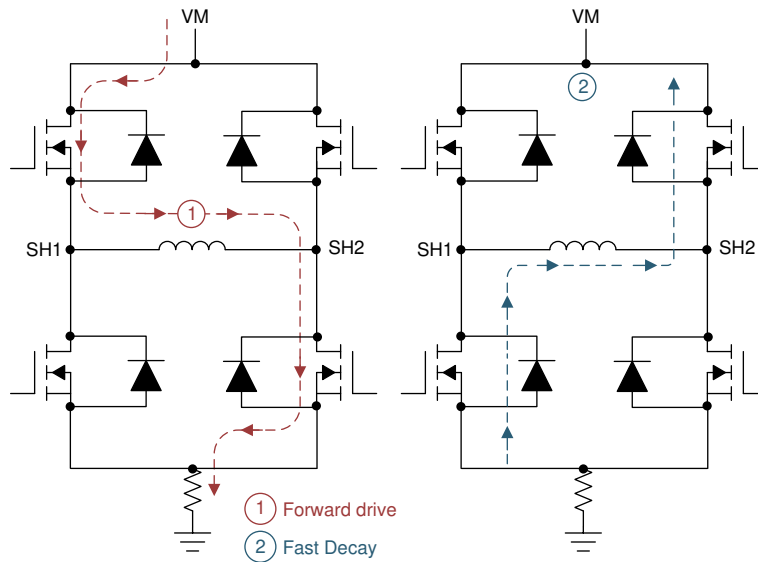 VM
VM
2
1
SH1
SH2
SH1
SH2
1 Forward drive
2 Fast Decay